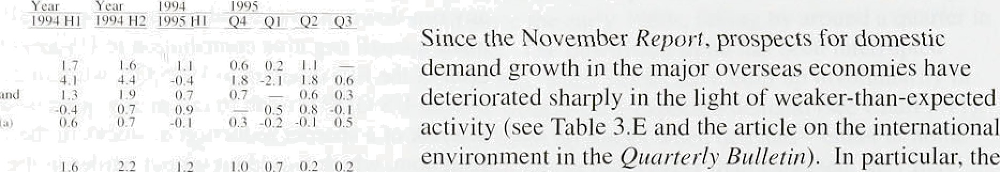 Year Year 1994 1995
1994 H1 1994 H2 1995 H1 Q4 Q1 Q2 Q3
1.7 1.6 1.1 0.6 0.2 1.1 —
4.1 4.4 -0.4 1.8 -2.1 1.8 0.6
and 1.3 1.9 0.7 0.7 — 0.6 0.3
-0.4 0.7 0.9 — 0.5 0.8 -0.1
(a) 0.6 0.7 -0.1 0.3 -0.2 -0.1 0.5
1.6 2.2 1.2 1.0 0.7 0.2 0.2
Since the November Report, prospects for domestic
demand growth in the major overseas economies have
deteriorated sharply in the light of weaker-than-expected
activity (see Table 3.E and the article on the international
environment in the Quarterly Bulletin). In particular, the